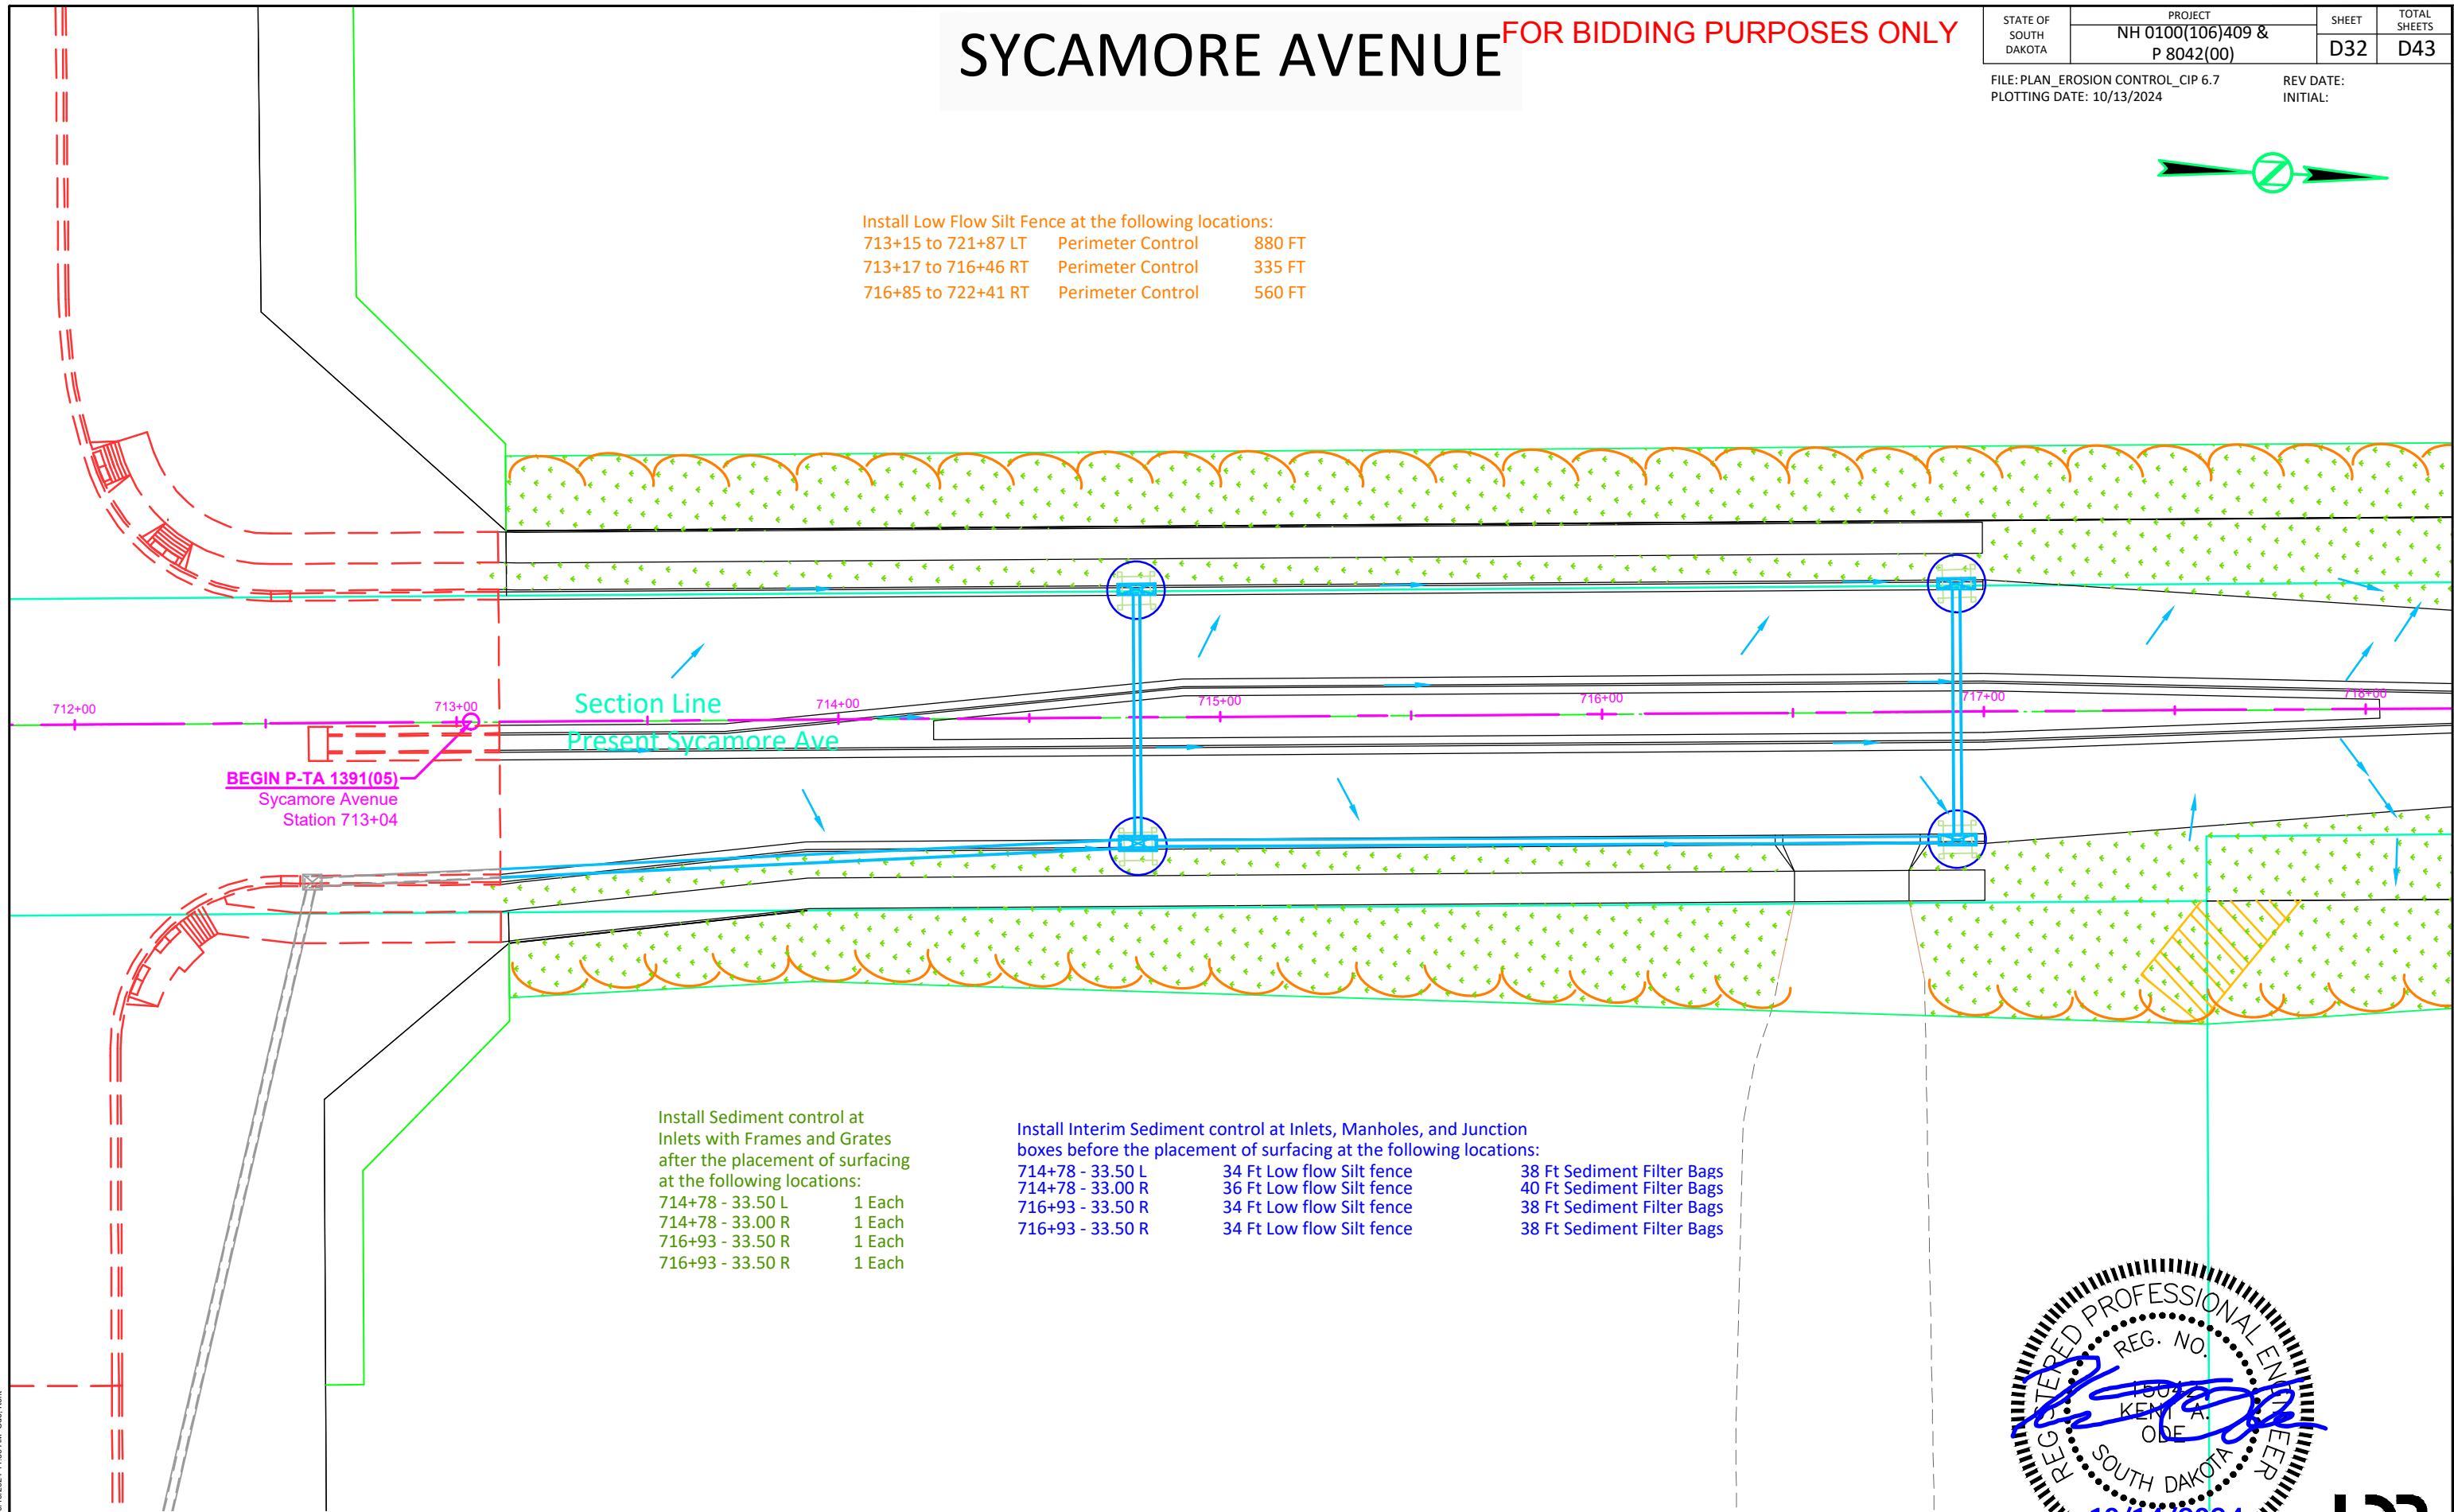 SYCAMORE AVENUE
FOR BIDDING PURPOSES ONLY
STATE OF SOUTH DAKOTA
PROJECT
NH 0100(106)409 &
P 8042(00)
SHEET
D32
TOTAL SHEETS
D43
FILE: PLAN_EROSION CONTROL_CIP 6.7
REV DATE:
PLOTTING DATE: 10/13/2024
INITIAL:
Z
Install Low Flow Silt Fence at the following locations:
713+15 to 721+87 LT Perimeter Control 880 FT
713+17 to 716+46 RT Perimeter Control 335 FT
716+85 to 722+41 RT Perimeter Control 560 FT
712+00
713+00
Section Line
714+00
715+00
716+00
717+00
718+00
Present Sycamore Ave
BEGIN P-TA 1391(05)
Sycamore Avenue
Station 713+04
Install Sediment control at
Inlets with Frames and Grates
after the placement of surfacing
at the following locations:
714+78 - 33.50 L 1 Each
714+78 - 33.00 R 1 Each
716+93 - 33.50 R 1 Each
716+93 - 33.50 R 1 Each
Install Interim Sediment control at Inlets, Manholes, and Junction
boxes before the placement of surfacing at the following locations:
714+78 - 33.50 L 34 Ft Low flow Silt fence 38 Ft Sediment Filter Bags
714+78 - 33.00 R 36 Ft Low flow Silt fence 40 Ft Sediment Filter Bags
716+93 - 33.50 R 34 Ft Low flow Silt fence 38 Ft Sediment Filter Bags
716+93 - 33.50 R 34 Ft Low flow Silt fence 38 Ft Sediment Filter Bags
REGISTERED PROFESSIONAL ENGINEER
REG. NO.
15042
KENT A.
ODE
SOUTH DAKOTA